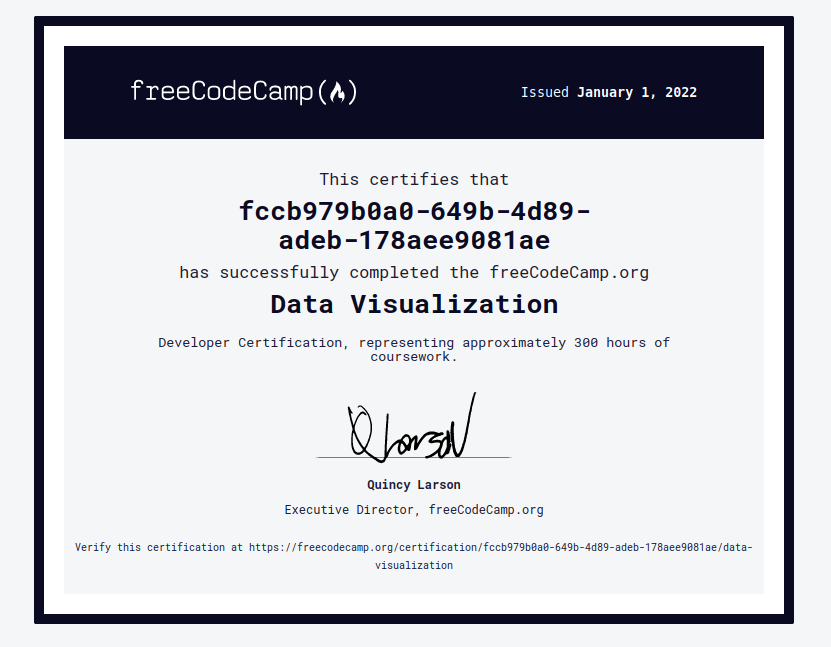 freeCodeCamp(🔥)
Issued January 1, 2022
This certifies that
fccb979b0a0-649b-4d89-
adeb-178aee9081ae
has successfully completed the freeCodeCamp.org
Data Visualization
Developer Certification, representing approximately 300 hours of
coursework.
Q Larson
Quincy Larson
Executive Director, freeCodeCamp.org
Verify this certification at https://freecodecamp.org/certification/fccb979b0a0-649b-4d89-adeb-178aee9081ae/data-
visualization